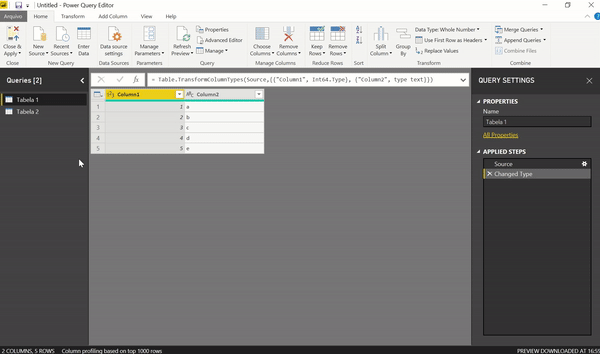 Untitled - Power Query Editor
Arquivo Home Transform Add Column View Help
Close & Apply New Source Recent Sources Enter Data Data source settings Manage Parameters Refresh Preview Properties Advanced Editor Manage Choose Columns Remove Columns Keep Rows Remove Rows Split Column Group By Data Type: Whole Number Use First Row as Headers Replace Values Merge Queries Append Queries Combine Files
Close New Query Data Sources Parameters Query Manage Columns Reduce Rows Sort Transform Combine
Queries [2]
Tabela 1
Tabela 2
= Table.TransformColumnTypes(Source,{{"Column1", Int64.Type}, {"Column2", type text}})
Column1 Column2
1 1 a
2 2 b
3 3 c
4 4 d
5 5 e
QUERY SETTINGS
PROPERTIES
Name
Tabela 1
All Properties
APPLIED STEPS
Source
Changed Type
2 COLUMNS, 5 ROWS Column profiling based on top 1000 rows
PREVIEW DOWNLOADED AT 16:55